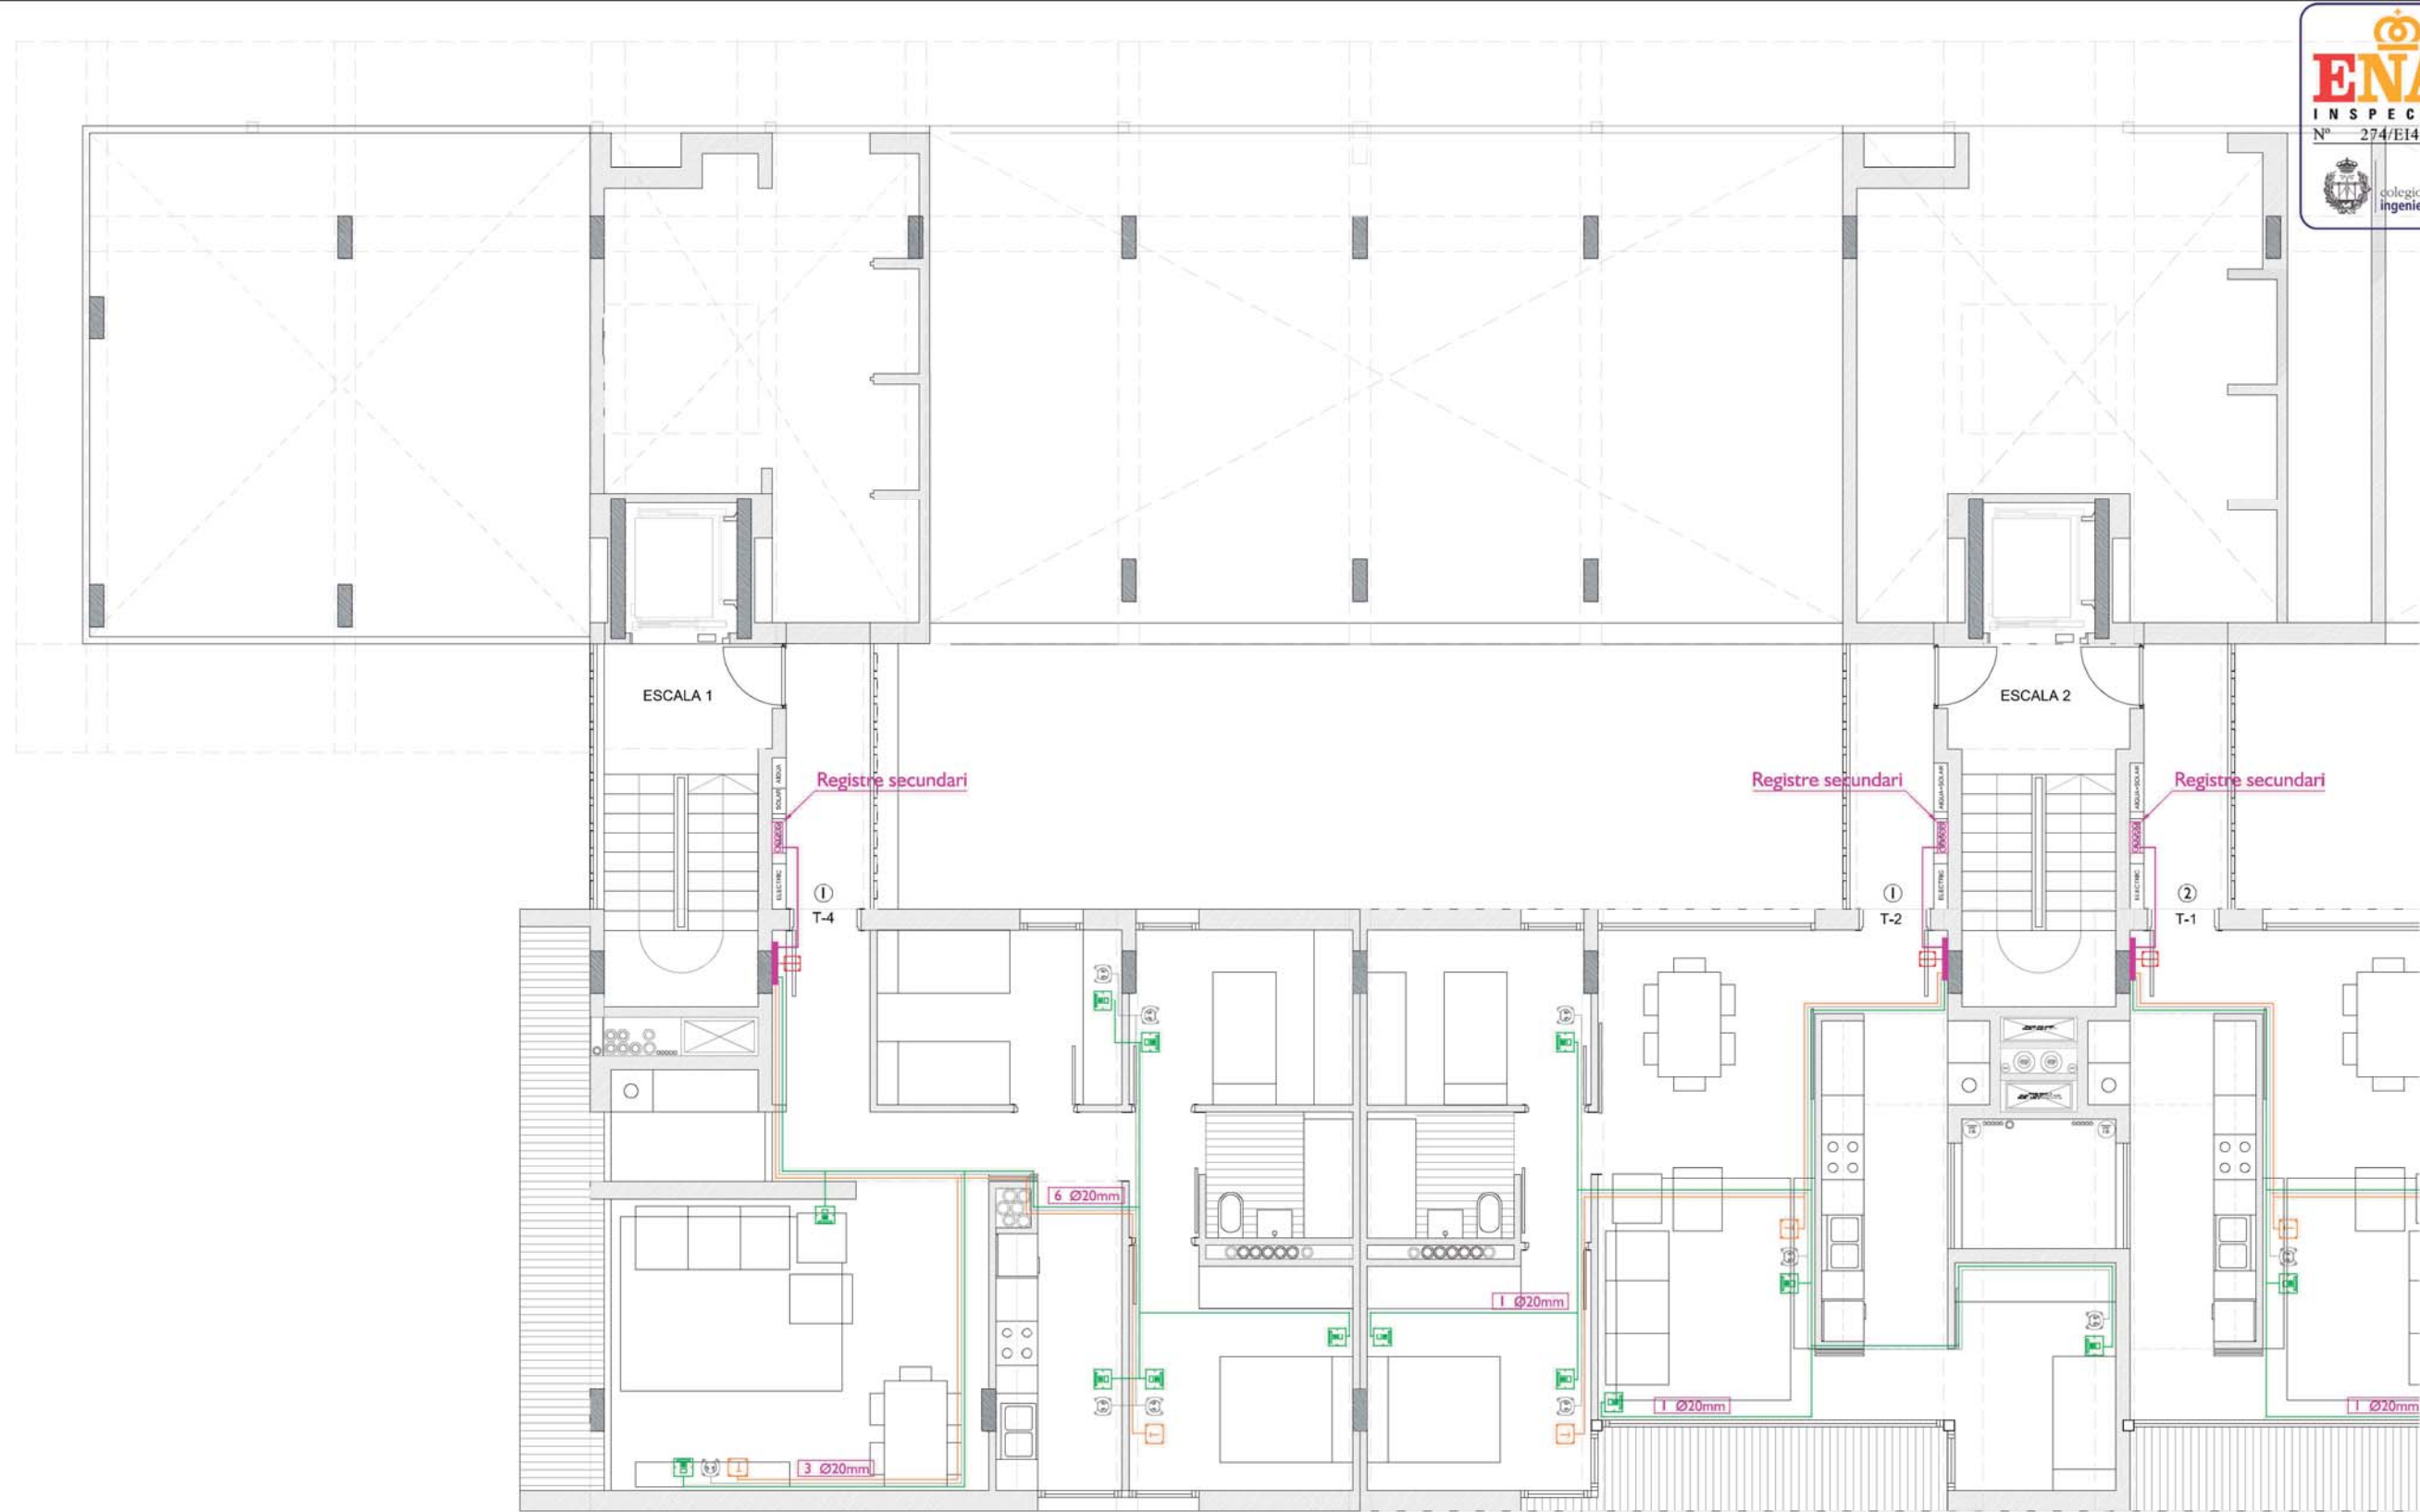 ENA
INSPEC
Nº 274/EI4
colegio
ingenie
ESCALA 1
ESCALA 2
Registre secundari
Registre secundari
Registre secundari
AIGUA
SOLAR
AIGUA+SOLAR
AIGUA+SOLAR
ELECTRIC
ELECTRIC
ELECTRIC
1
T-4
1
T-2
2
T-1
6 Ø20mm
1 Ø20mm
1 Ø20mm
1 Ø20mm
3 Ø20mm